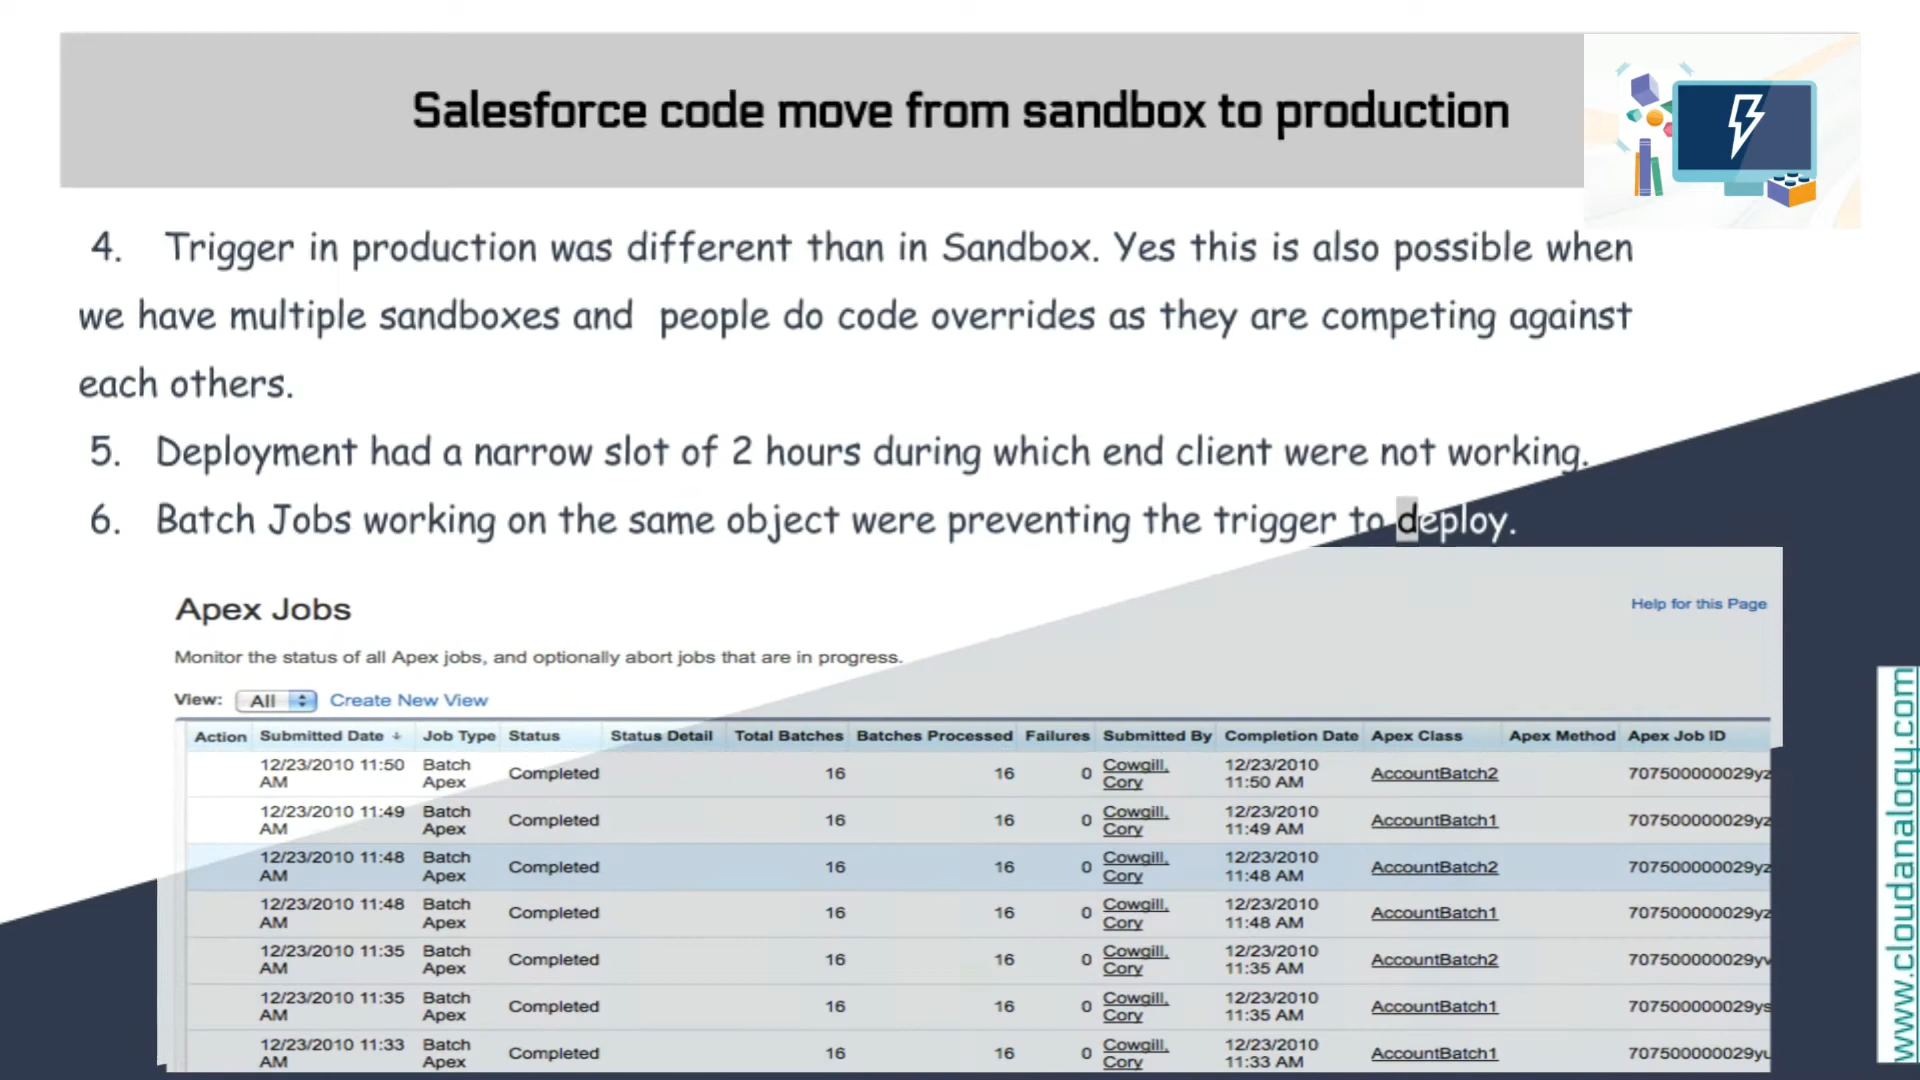 Salesforce code move from sandbox to production
4. Trigger in production was different than in Sandbox. Yes this is also possible when
we have multiple sandboxes and people do code overrides as they are competing against
each others.
5. Deployment had a narrow slot of 2 hours during which end client were not working.
6. Batch Jobs working on the same object were preventing the trigger to deploy.
Apex Jobs
Help for this Page
Monitor the status of all Apex jobs, and optionally abort jobs that are in progress.
View: All Create New View
Action Submitted Date Job Type Status Status Detail Total Batches Batches Processed Failures Submitted By Completion Date Apex Class Apex Method Apex Job ID
12/23/2010 11:50 AM Batch Apex Completed 16 16 0 Cowgill, Cory 12/23/2010 11:50 AM AccountBatch2 707500000029yz
12/23/2010 11:49 AM Batch Apex Completed 16 16 0 Cowgill, Cory 12/23/2010 11:49 AM AccountBatch1 707500000029yz
12/23/2010 11:48 AM Batch Apex Completed 16 16 0 Cowgill, Cory 12/23/2010 11:48 AM AccountBatch2 707500000029yz
12/23/2010 11:48 AM Batch Apex Completed 16 16 0 Cowgill, Cory 12/23/2010 11:48 AM AccountBatch1 707500000029yz
12/23/2010 11:35 AM Batch Apex Completed 16 16 0 Cowgill, Cory 12/23/2010 11:35 AM AccountBatch2 707500000029yv
12/23/2010 11:35 AM Batch Apex Completed 16 16 0 Cowgill, Cory 12/23/2010 11:35 AM AccountBatch1 707500000029ys
12/23/2010 11:33 AM Batch Apex Completed 16 16 0 Cowgill, Cory 12/23/2010 11:33 AM AccountBatch1 707500000029yu
www.cloudanalogy.com